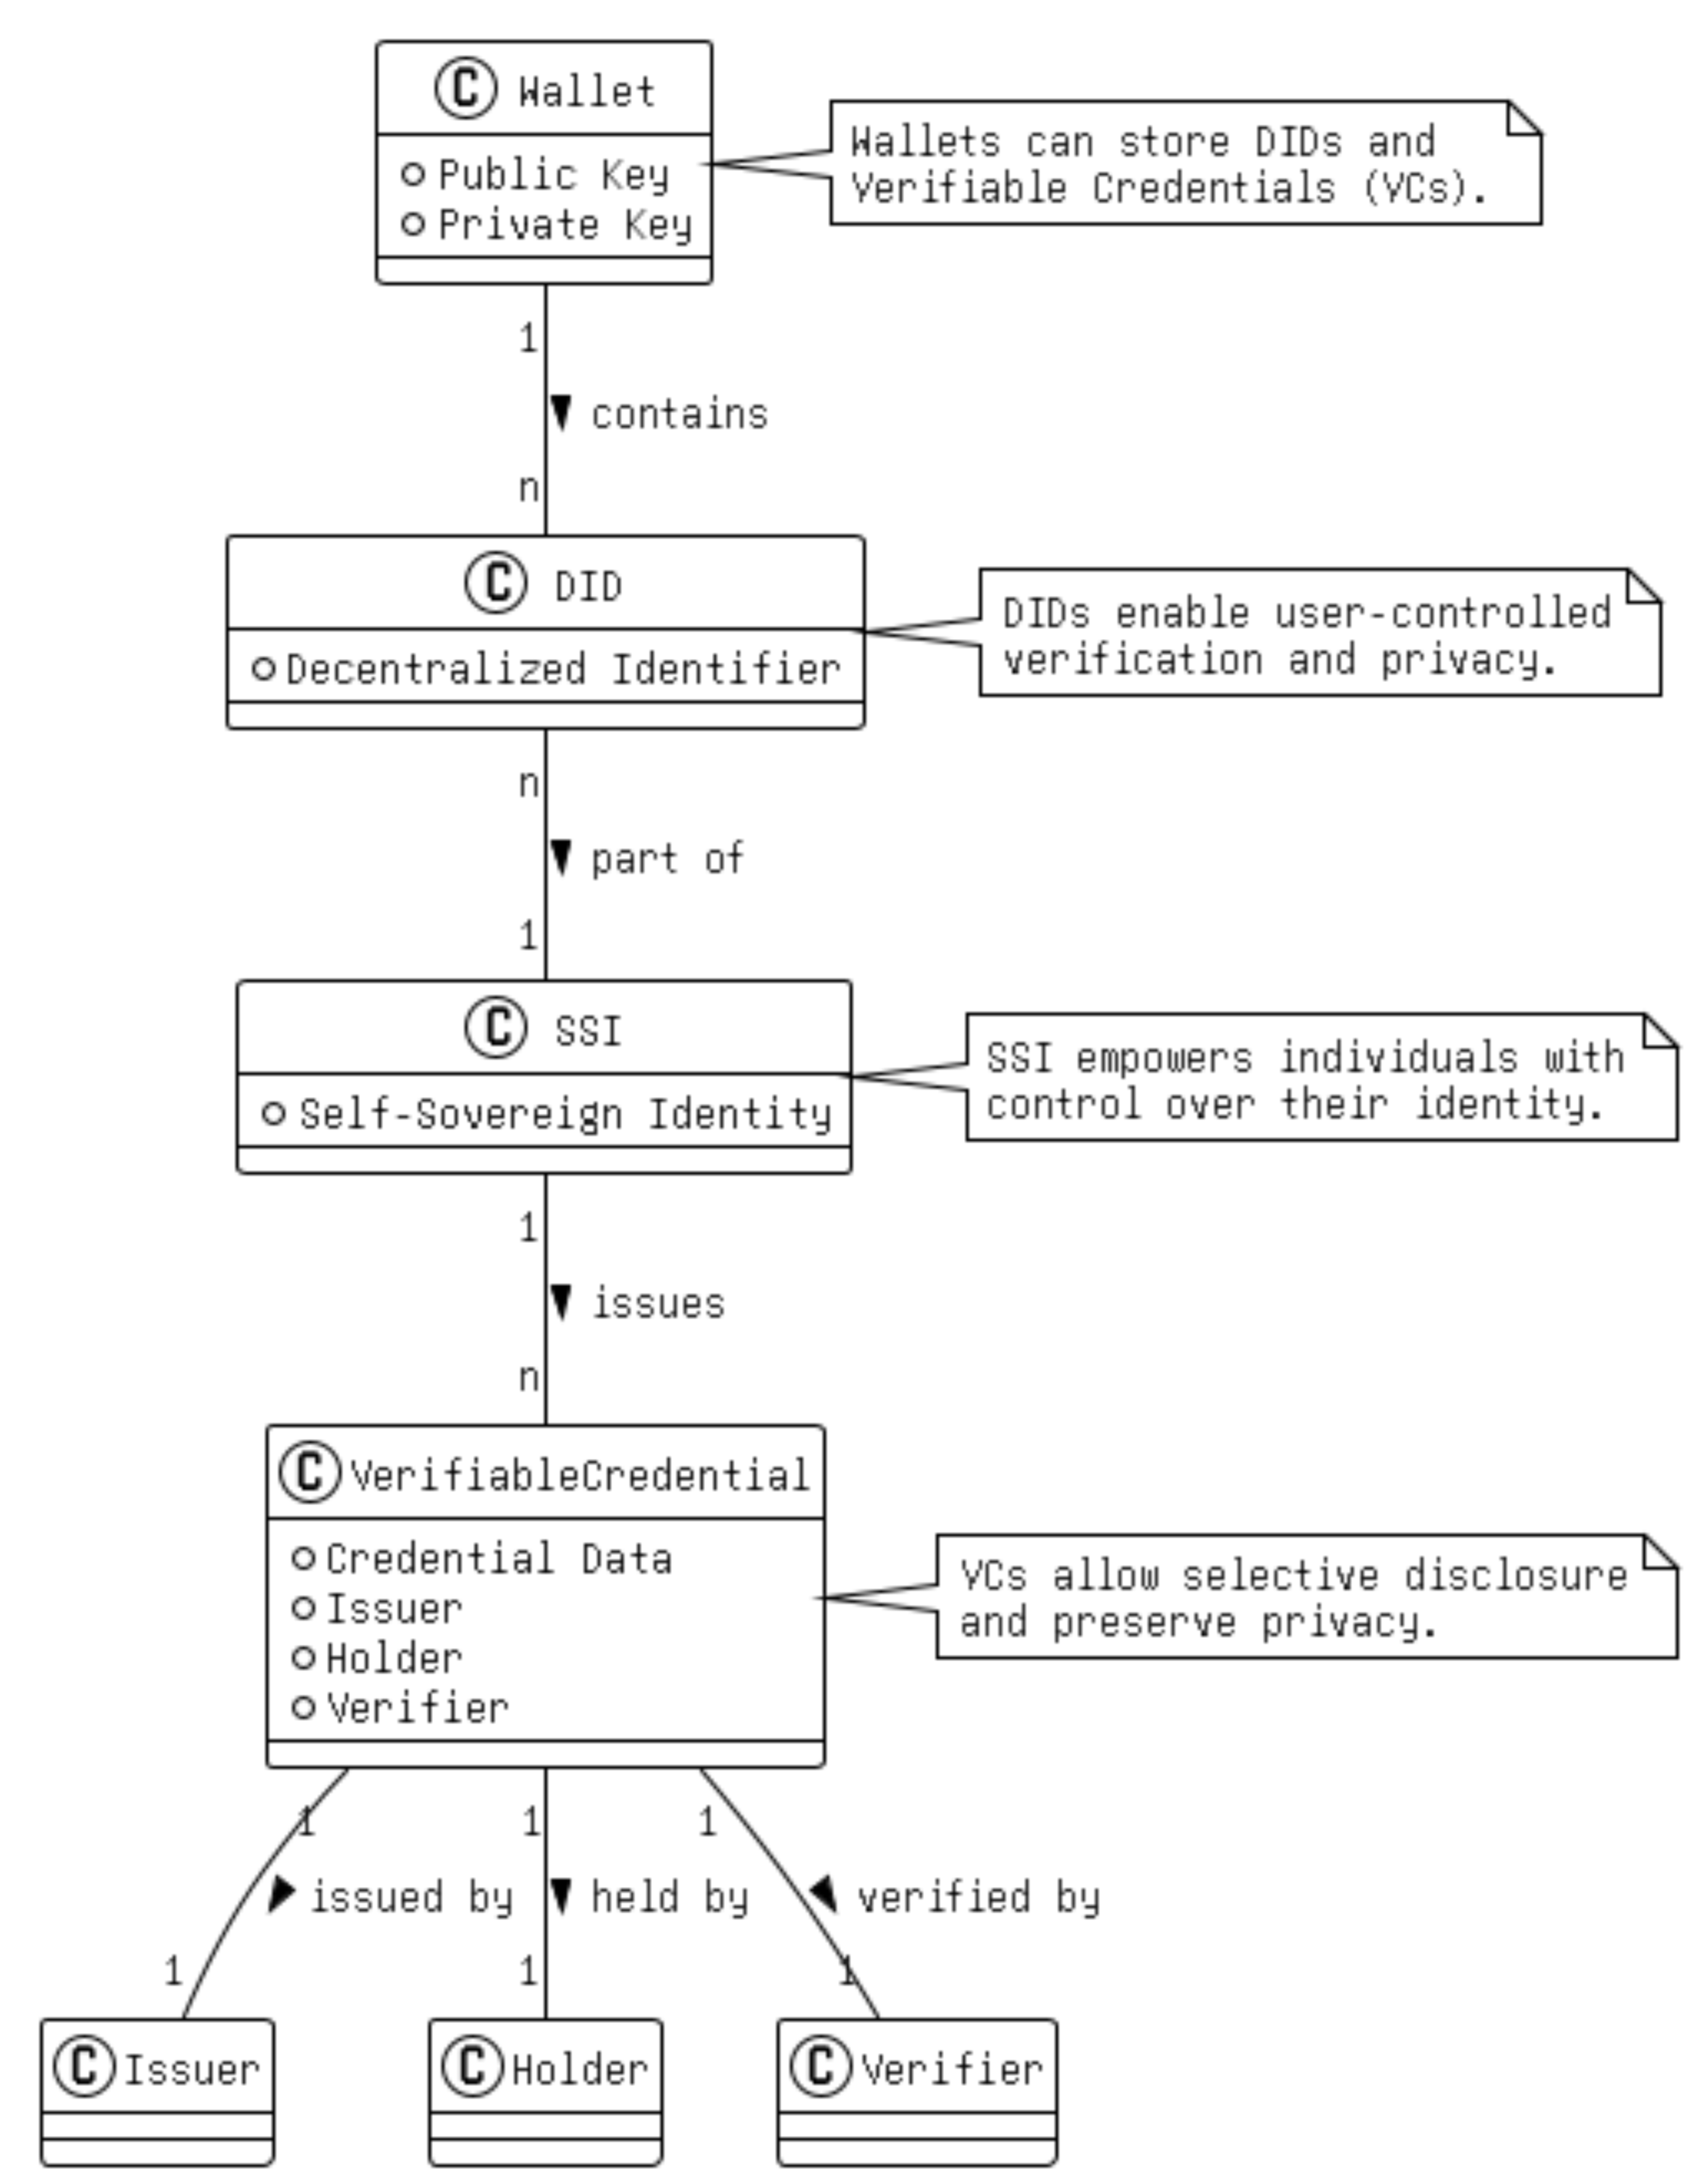 C Wallet
Public Key
Private Key
Wallets can store DIDs and
Verifiable Credentials (VCs).
1
contains
n
C DID
Decentralized Identifier
DIDs enable user-controlled
verification and privacy.
n
part of
1
C SSI
Self-Sovereign Identity
SSI empowers individuals with
control over their identity.
1
issues
n
C VerifiableCredential
Credential Data
Issuer
Holder
Verifier
VCs allow selective disclosure
and preserve privacy.
1 1 1
issued by held by verified by
1 1 1
C Issuer
C Holder
C Verifier